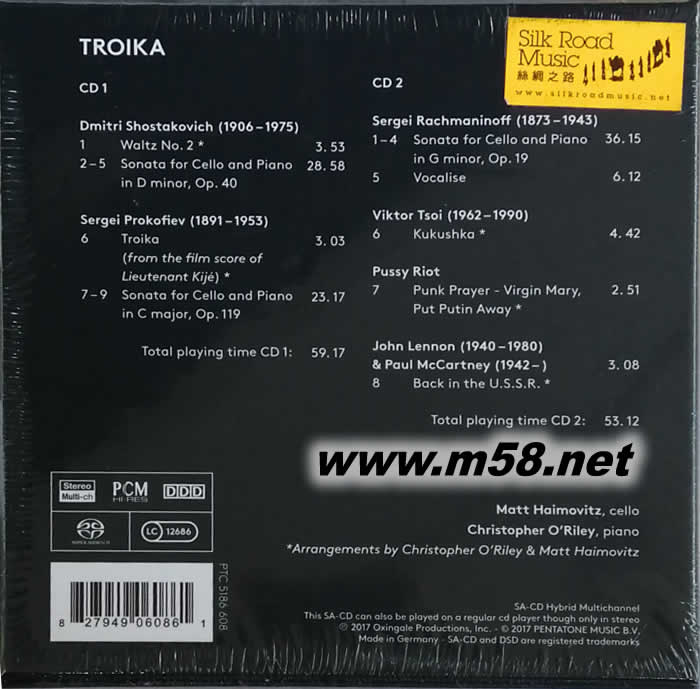 TROIKA
CD 1
Dmitri Shostakovich (1906–1975)
1 Waltz No. 2 * 3.53
2–5 Sonata for Cello and Piano 28.58
in D minor, Op. 40
Sergei Prokofiev (1891–1953)
6 Troika 3.03
(from the film score of
Lieutenant Kijé) *
7–9 Sonata for Cello and Piano 23.17
in C major, Op. 119
Total playing time CD 1: 59.17
Silk Road
Music
絲綢之路
www.silkroadmusic.net
CD 2
Sergei Rachmaninoff (1873–1943)
1–4 Sonata for Cello and Piano 36.15
in G minor, Op. 19
5 Vocalise 6.12
Viktor Tsoi (1962–1990)
6 Kukushka * 4.42
Pussy Riot
7 Punk Prayer - Virgin Mary, 2.51
Put Putin Away *
John Lennon (1940–1980)
& Paul McCartney (1942–) 3.08
8 Back in the U.S.S.R. *
Total playing time CD 2: 53.12
www.m58.net
Stereo
Multi-ch
PCM
HI-RES
DDD
SUPER AUDIO CD
LC 12686
Matt Haimovitz, cello
Christopher O'Riley, piano
*Arrangements by Christopher O'Riley & Matt Haimovitz
PTC 5186 608
8 27949 06086 1
SA-CD Hybrid Multichannel
This SA-CD can also be played on a regular cd player though only in stereo
℗ 2017 Oxingale Productions, Inc. - © 2017 PENTATONE MUSIC B.V.
Made in Germany - SA-CD and DSD are registered trademarks